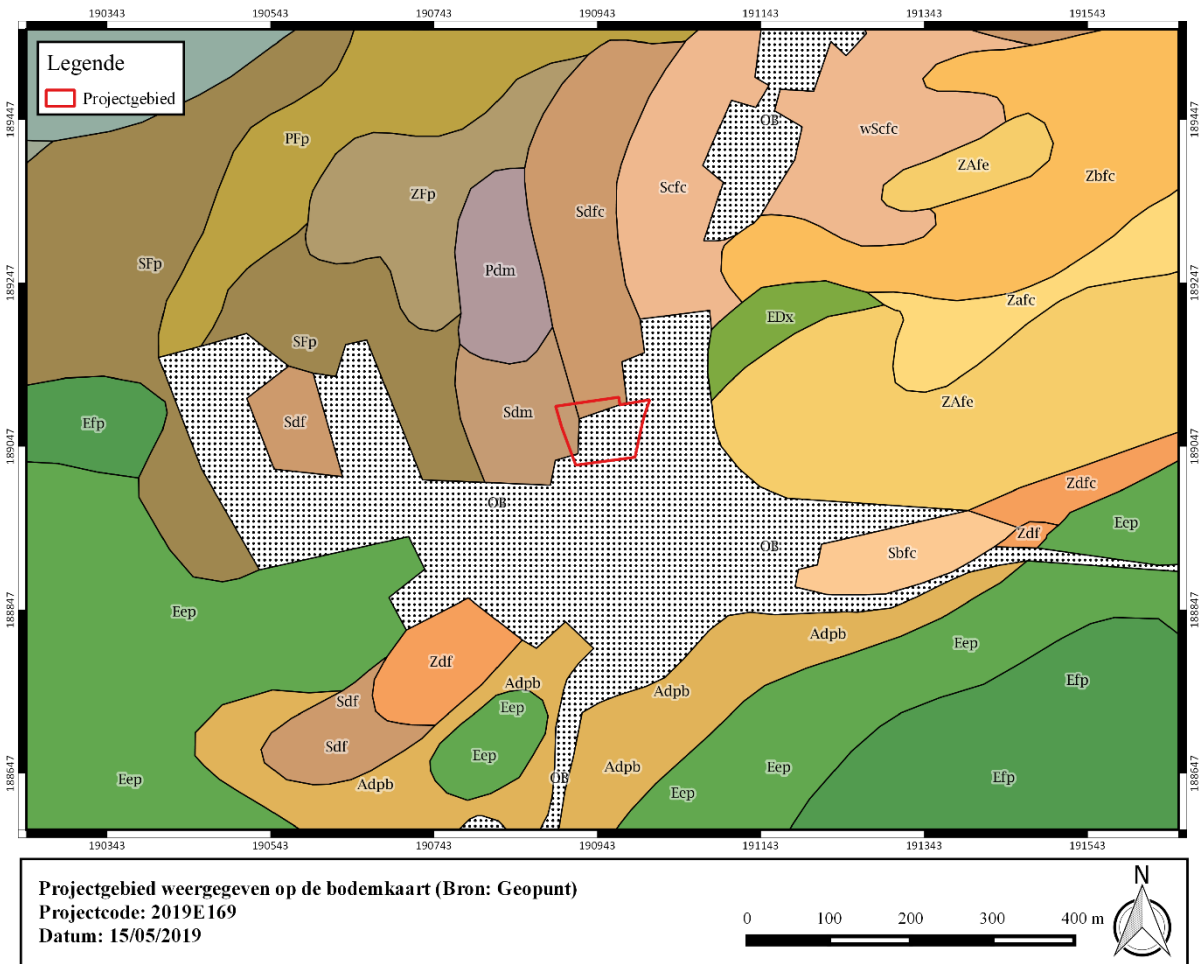 190343 190543 190743 190943 191143 191343 191543
Legende
Projectgebied
189447
189447
PFp
OB
wScfc
ZAfe
Zbfc
ZFp
Scfc
Sdfc
SFp
Pdm
189247
189247
Zafc
EDx
SFp
ZAfe
Efp
Sdf
Sdm
189047
189047
Zdfc
OB
Eep
Zdf
OB
Sbfc
Eep
188847
188847
Adpb
Eep
Zdf
Adpb
Adpb
Efp
Sdf
Eep
Sdf
Eep
Adpb
Eep
Eep
Adpb
OB
Efp
188647
188647
Eep
190343 190543 190743 190943 191143 191343 191543
Projectgebied weergegeven op de bodemkaart (Bron: Geopunt)
Projectcode: 2019E169
Datum: 15/05/2019
0 100 200 300 400 m
N